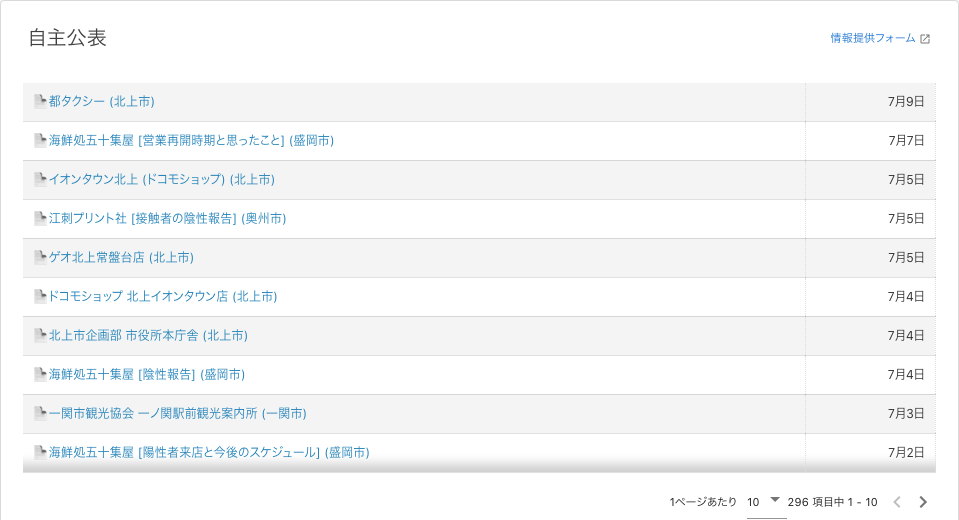 自主公表
情報提供フォーム
都タクシー (北上市) 7月9日
海鮮処五十集屋 [営業再開時期と思ったこと] (盛岡市) 7月7日
イオンタウン北上 (ドコモショップ) (北上市) 7月5日
江刺プリント社 [接触者の陰性報告] (奥州市) 7月5日
ゲオ北上常盤台店 (北上市) 7月5日
ドコモショップ 北上イオンタウン店 (北上市) 7月4日
北上市企画部 市役所本庁舎 (北上市) 7月4日
海鮮処五十集屋 [陰性報告] (盛岡市) 7月4日
一関市観光協会 一ノ関駅前観光案内所 (一関市) 7月3日
海鮮処五十集屋 [陽性者来店と今後のスケジュール] (盛岡市) 7月2日
1ページあたり 10 296 項目中 1 - 10